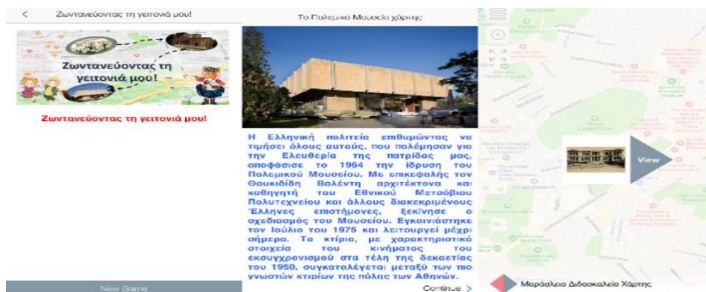 Ζωντανεύοντας τη γειτονιά μου!
Ζωντανεύοντας τη
γειτονιά μου!
Ζωντανεύοντας τη γειτονιά μου!
New Game
Το Πολεμικό Μουσείο χάρτης
Η Ελληνική πολιτεία επιθυμώντας να
τιμήσει όλους αυτούς, που πολέμησαν για
την Ελευθερία της πατρίδας μας,
αποφάσισε το 1964 την ίδρυση του
Πολεμικού Μουσείου. Με επικεφαλής τον
Θουκιδίδη Βαλέντη αρχιτέκτονα και
καθηγητή του Εθνικού Μετσόβιου
Πολυτεχνείου και άλλους διακεκριμένους
Έλληνες επιστήμονες, ξεκίνησε ο
σχεδιασμός του Μουσείου. Εγκαινιάστηκε
τον Ιούλιο του 1975 και λειτουργεί μέχρι
σήμερα. Το κτίριο, με χαρακτηριστικά
στοιχεία του κινήματος του
εκσυγχρονισμού στα τέλη της δεκαετίας
του 1950, συγκαταλέγεται μεταξύ των πιο
γνωστών κτιρίων της πόλης των Αθηνών.
Continue >
View
Μαράσλειο Διδασκαλείο Χάρτης